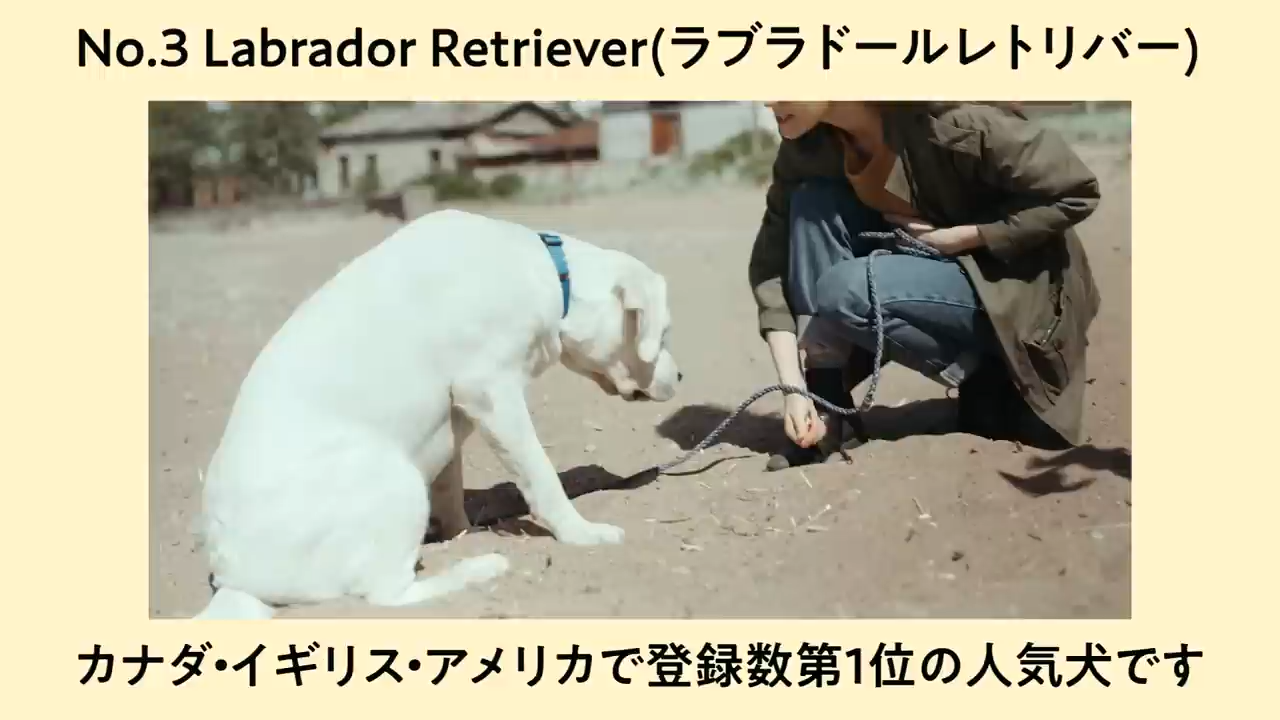 No.3 Labrador Retriever(ラブラドールレトリバー)
カナダ•イギリス•アメリカで登録数第1位の人気犬です